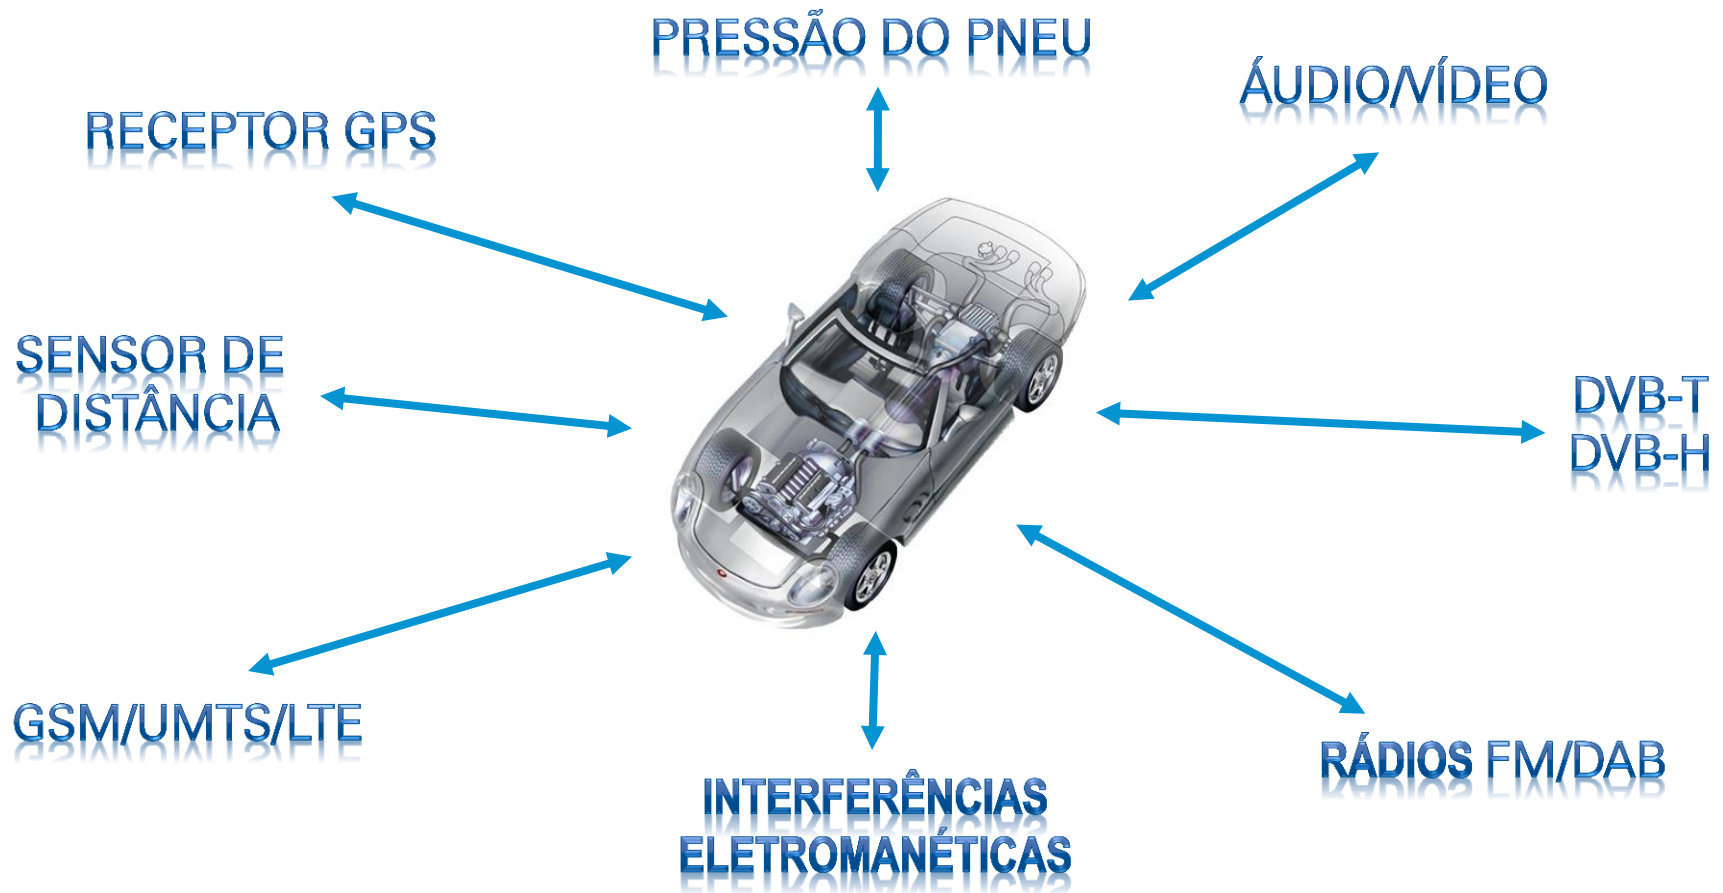 PRESSÃO DO PNEU
ÁUDIO/VÍDEO
RECEPTOR GPS
SENSOR DE
DISTÂNCIA
DVB-T
DVB-H
GSM/UMTS/LTE
RÁDIOS FM/DAB
INTERFERÊNCIAS
ELETROMANÉTICAS